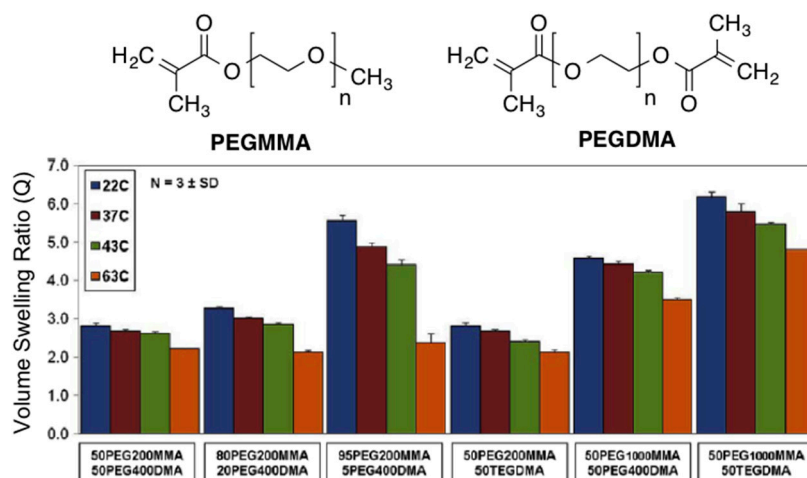 H₂C
O
O
O
n
CH₃
CH₃
PEGMMA
H₂C
O
O
n
O
O
CH₃
CH₃
CH₂
PEGDMA
Volume Swelling Ratio (Q)
7.0
6.0
5.0
4.0
3.0
2.0
1.0
0.0
22C
37C
43C
63C
N = 3 ± SD
50PEG200MMA
50PEG400DMA
80PEG200MMA
20PEG400DMA
95PEG200MMA
5PEG400DMA
50PEG200MMA
50TEGDMA
50PEG1000MMA
50PEG400DMA
50PEG1000MMA
50TEGDMA